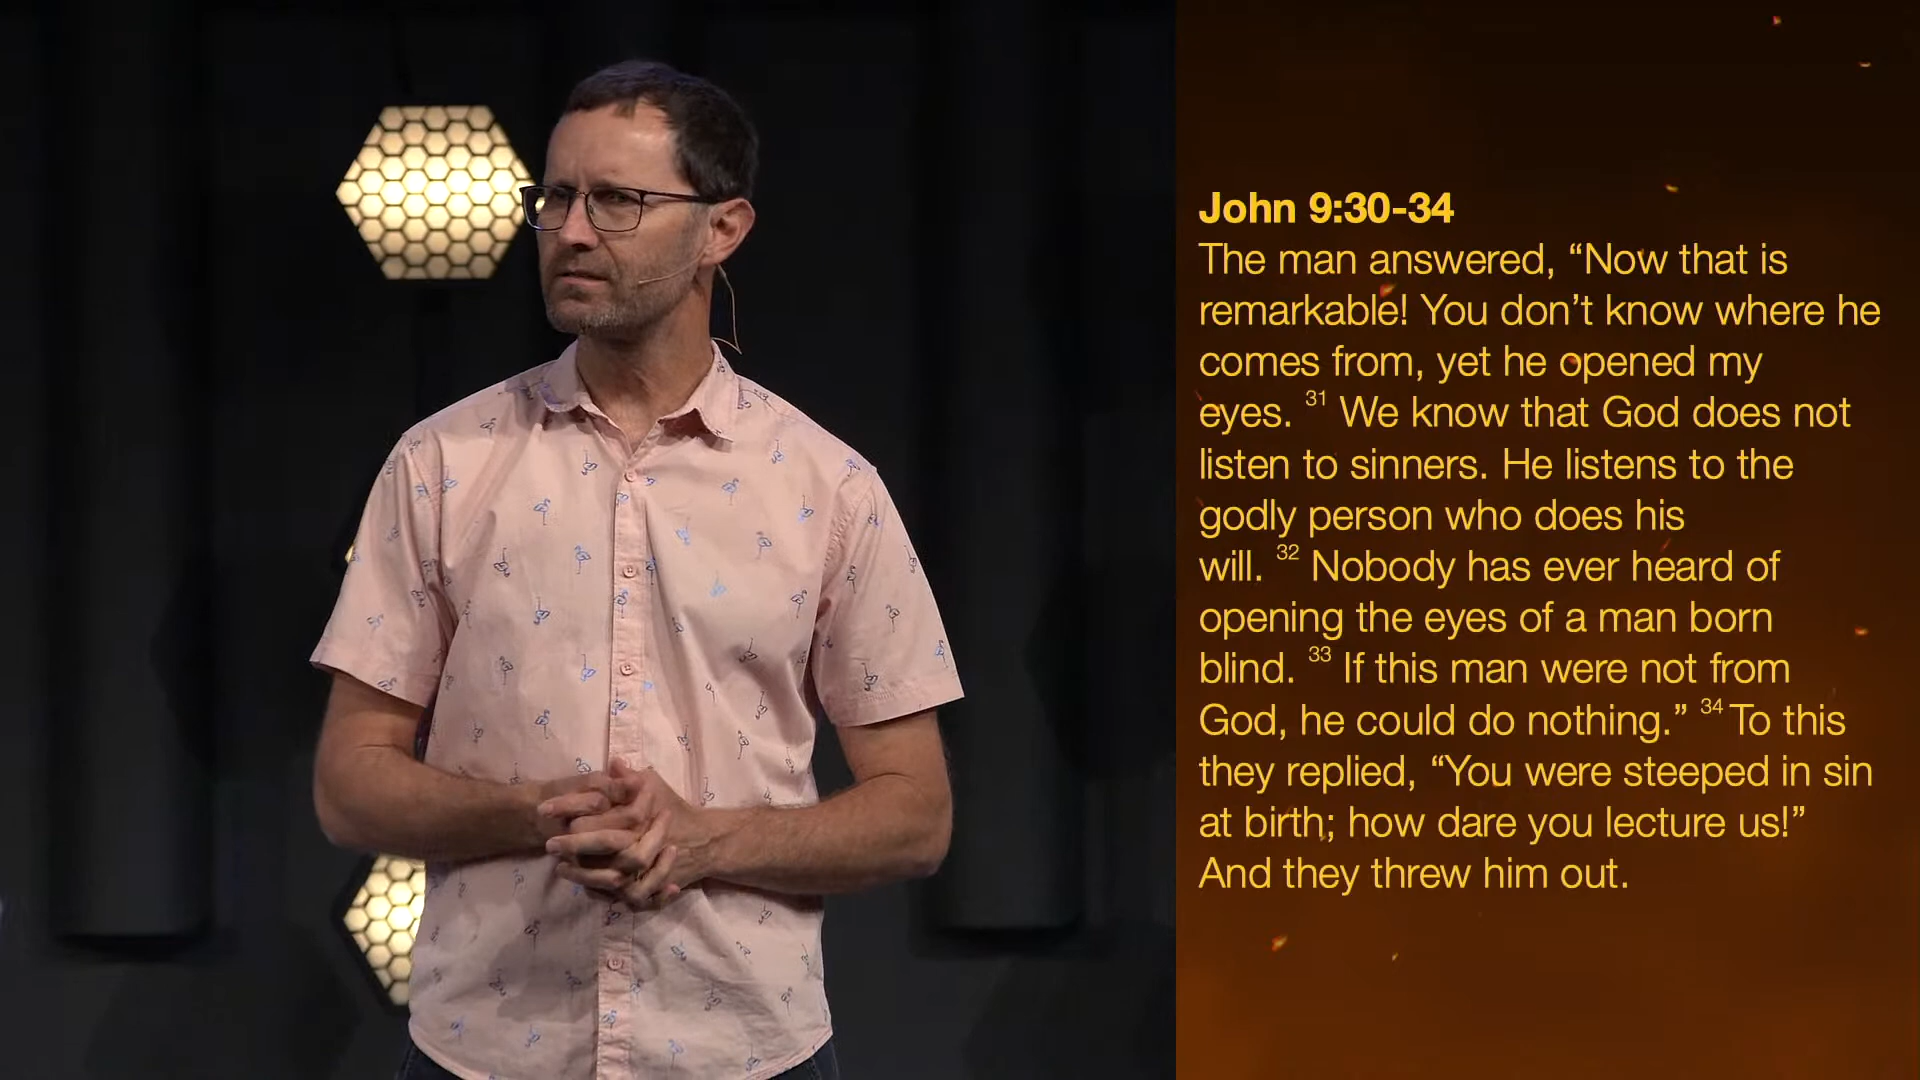 John 9:30-34
The man answered, “Now that is
remarkable! You don’t know where he
comes from, yet he opened my
eyes. 31 We know that God does not
listen to sinners. He listens to the
godly person who does his
will. 32 Nobody has ever heard of
opening the eyes of a man born
blind. 33 If this man were not from
God, he could do nothing.” 34 To this
they replied, “You were steeped in sin
at birth; how dare you lecture us!”
And they threw him out.